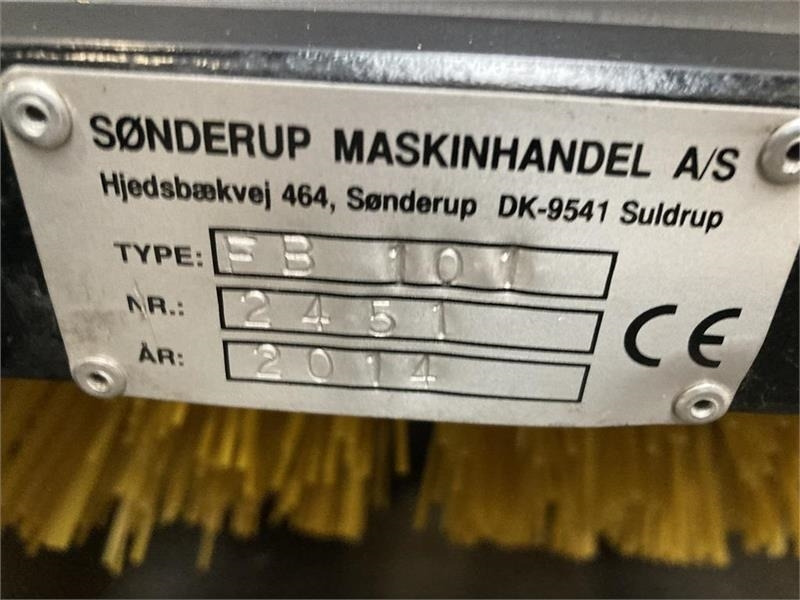 SØNDERUP MASKINHANDEL A/S
Hjedsbækvej 464, Sønderup DK-9541 Suldrup
TYPE: FB 101
NR.: 2451
ÅR: 2014
CE